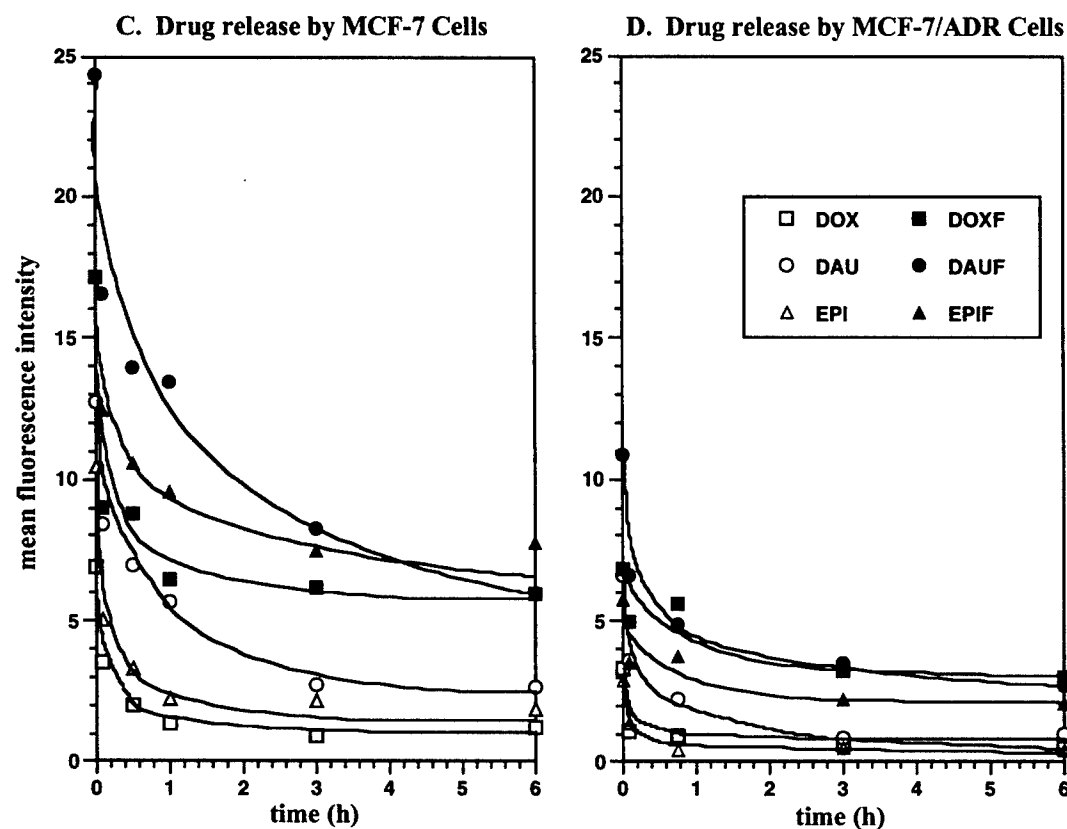 C. Drug release by MCF-7 Cells
25
20
15
10
5
0
mean fluorescence intensity
0 1 2 3 4 5 6
time (h)
D. Drug release by MCF-7/ADR Cells
25
20
15
10
5
0
DOX DOXF
DAU DAUF
EPI EPIF
0 1 2 3 4 5 6
time (h)